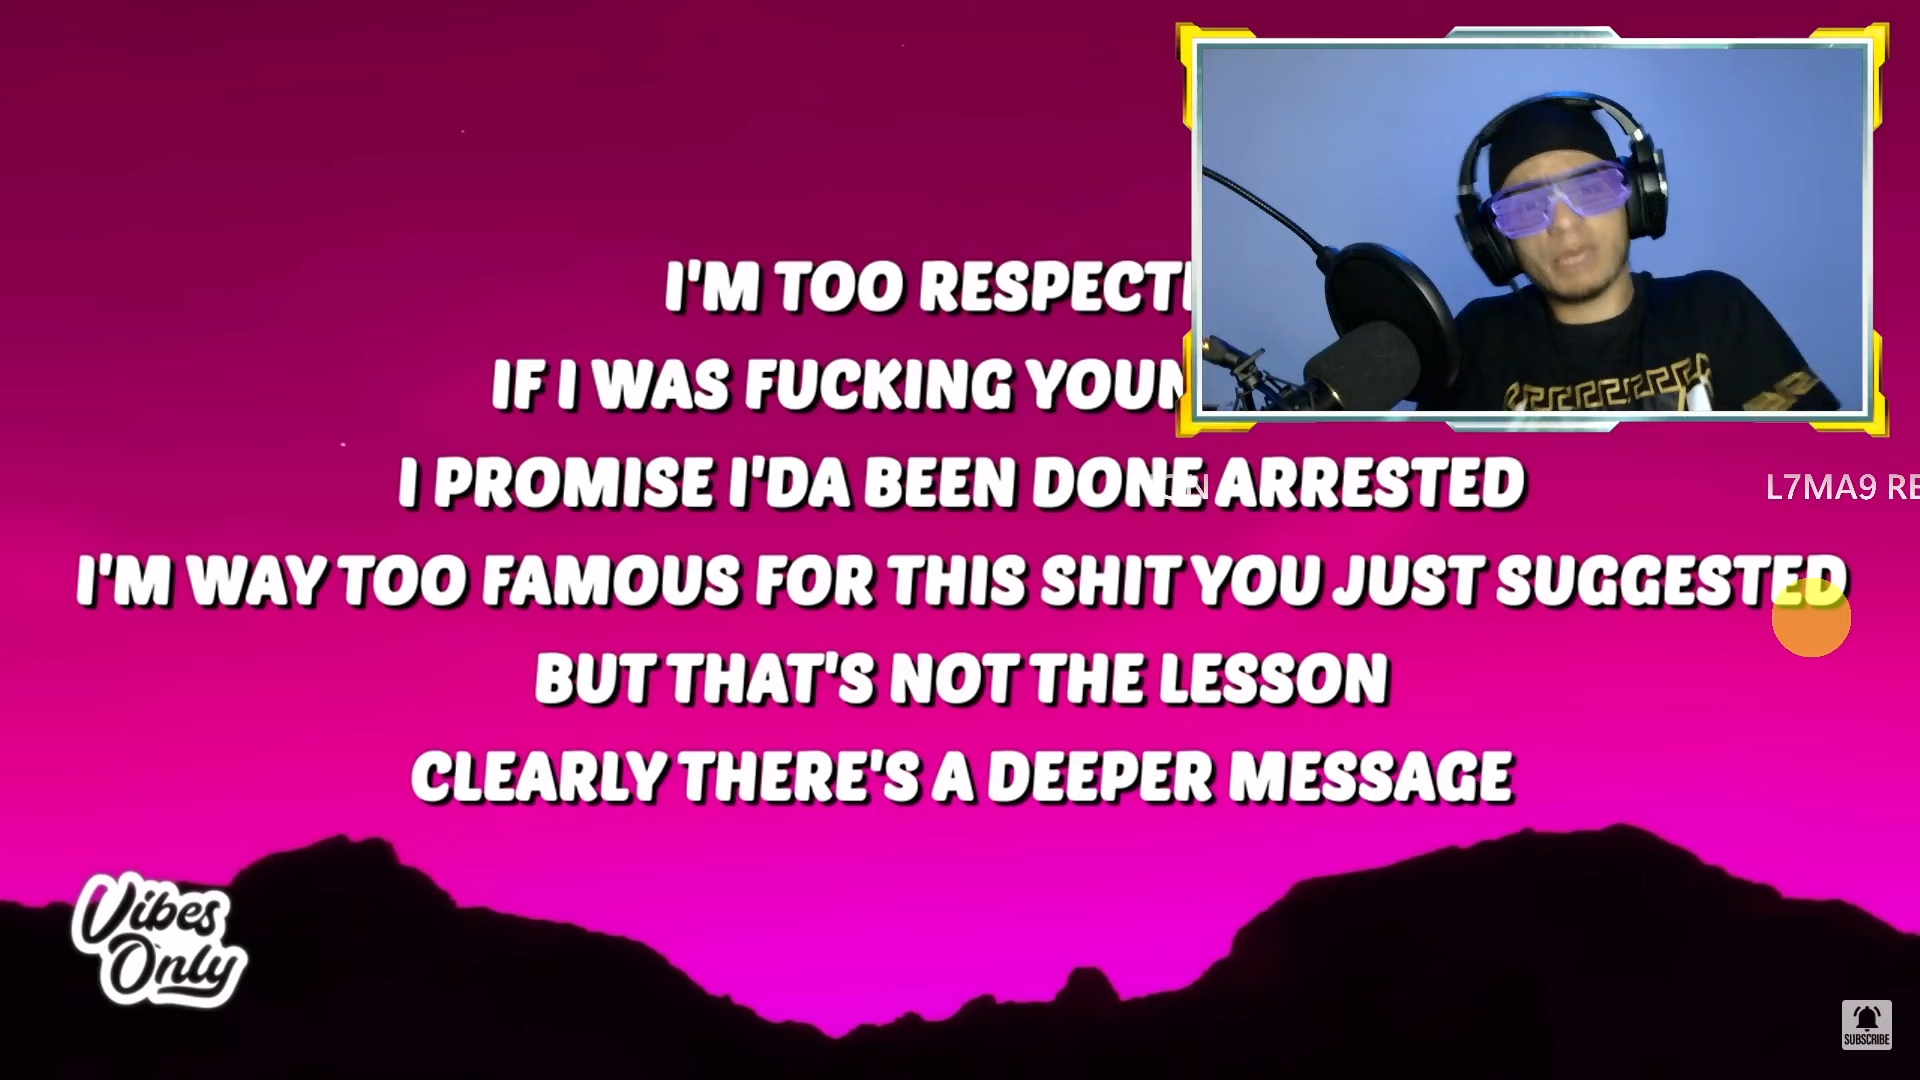 I'M TOO RESPECT
IF I WAS FUCKING YOUN
I PROMISE I'DA BEEN DONE ARRESTED
L7MA9 RE
I'M WAY TOO FAMOUS FOR THIS SHIT YOU JUST SUGGESTED
BUT THAT'S NOT THE LESSON
CLEARLY THERE'S A DEEPER MESSAGE
Vibes
Only
SUBSCRIBE